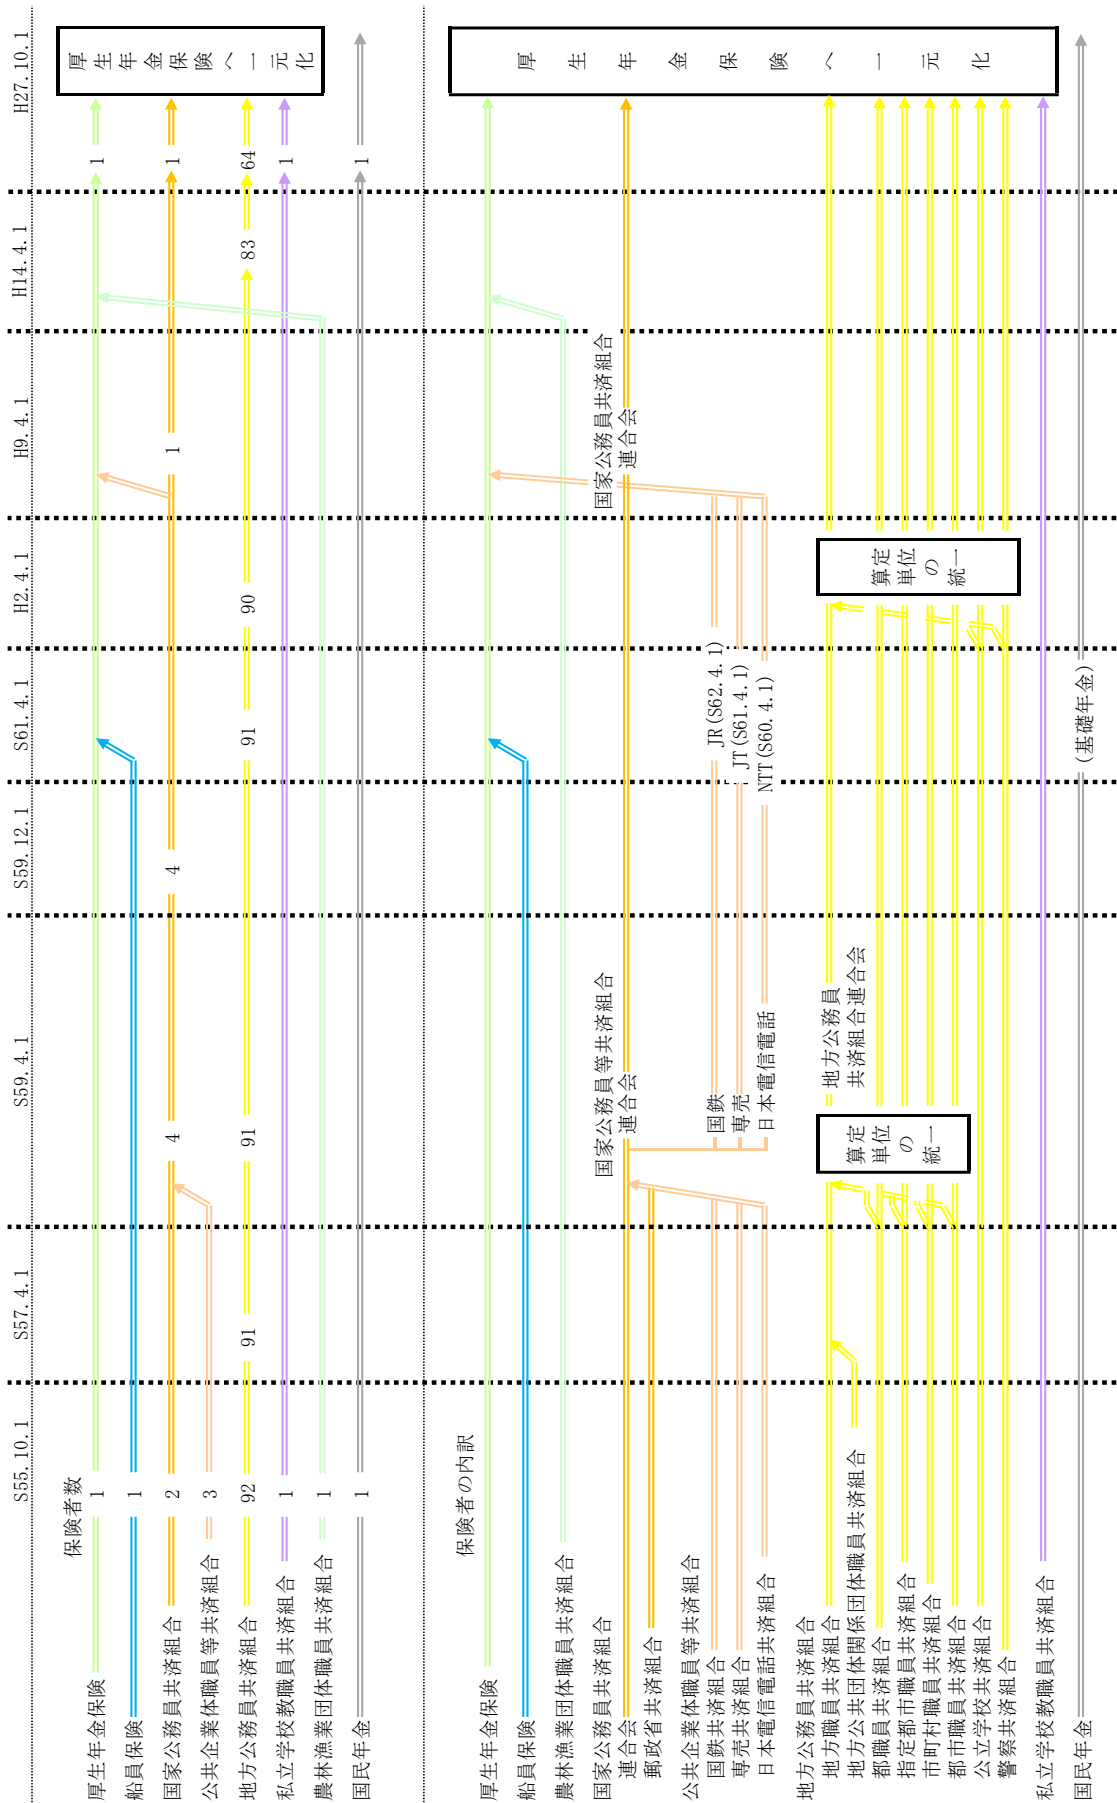 S55.10.1 S57.4.1 S59.4.1 S59.12.1 S61.4.1 H2.4.1 H9.4.1 H14.4.1 H27.10.1
保険者数
厚生年金保険 1 1
船員保険 1
国家公務員共済組合 2 4 4 1 1
公共企業体職員等共済組合 3
地方公務員共済組合 92 91 91 91 90 83 64
私立学校教職員共済組合 1 1
農林漁業団体職員共済組合 1
国民年金 1 1
厚生年金保険へ一元化
保険者の内訳
厚生年金保険
船員保険
農林漁業団体職員共済組合
国家公務員共済組合
連合会
国家公務員等共済組合
連合会
国家公務員共済組合
連合会
郵政省共済組合
公共企業体職員等共済組合
国鉄共済組合 国鉄 JR(S62.4.1)
専売共済組合 専売 JT(S61.4.1)
日本電信電話共済組合 日本電信電話 NTT(S60.4.1)
地方公務員共済組合
地方職員共済組合
地方公務員
共済組合連合会
地方公共団体関係団体職員共済組合
都職員共済組合
指定都市職員共済組合
市町村職員共済組合
都市職員共済組合
公立学校共済組合
警察共済組合
算定
単位
の
統一
算定
単位
の
統一
私立学校教職員共済組合
国民年金 (基礎年金)
厚生年金保険へ一元化